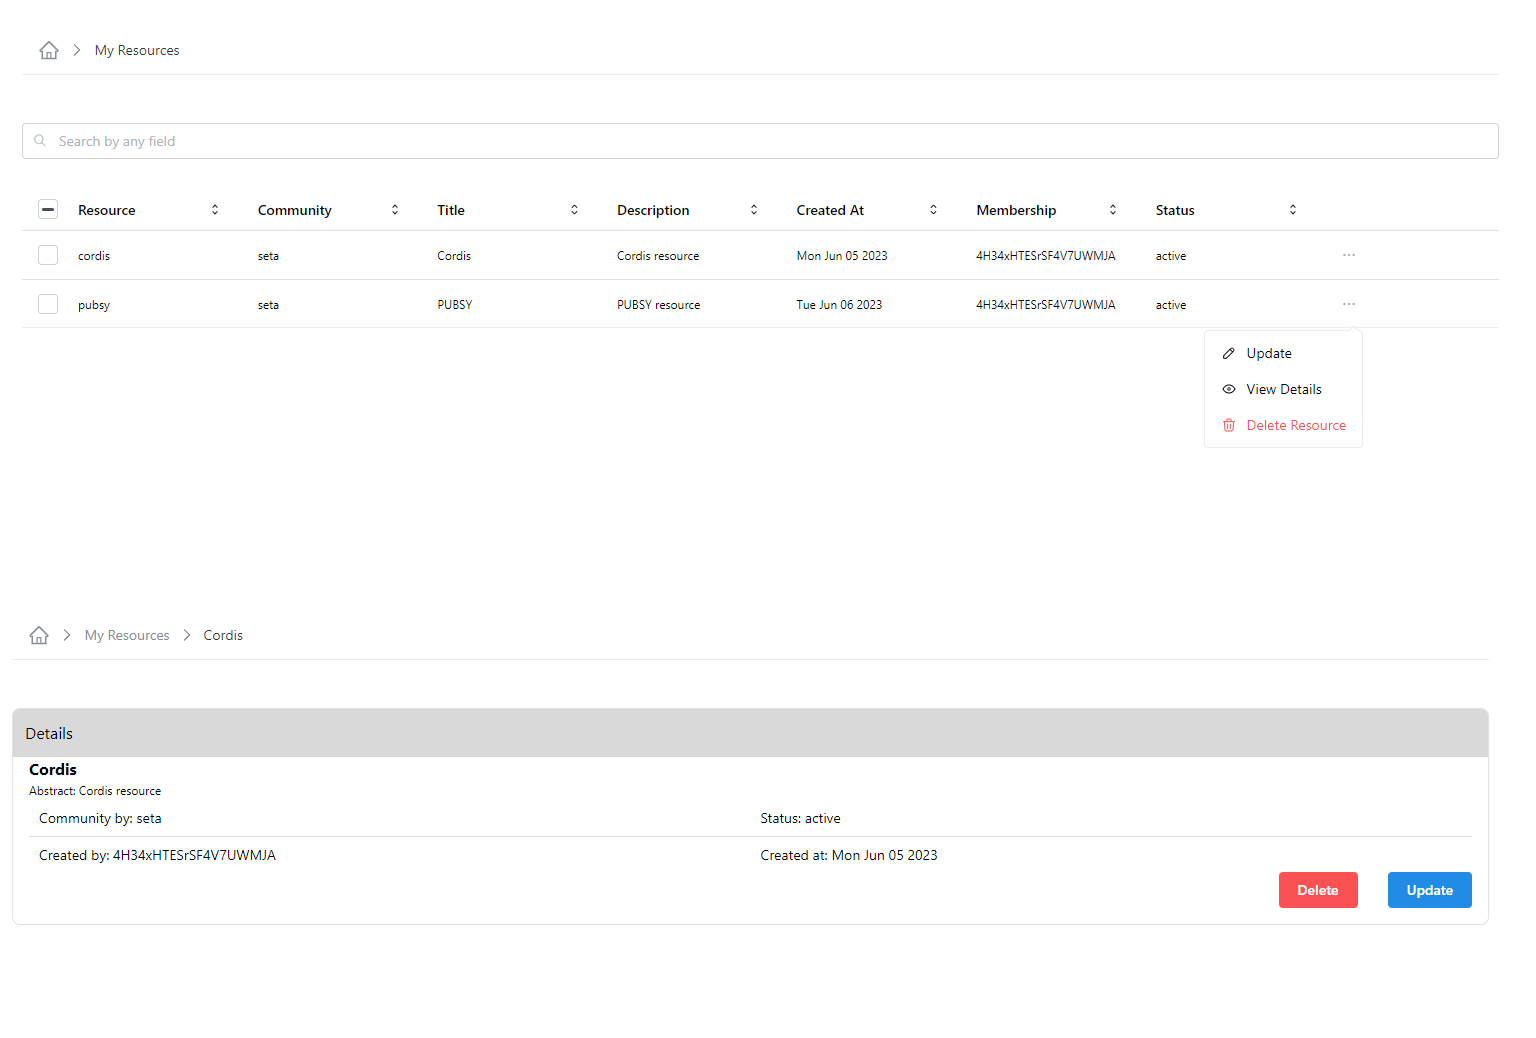 My Resources
Search by any field
Resource Community Title Description Created At Membership Status
cordis seta Cordis Cordis resource Mon Jun 05 2023 4H34xHTESrSF4V7UWMJA active
pubsy seta PUBSY PUBSY resource Tue Jun 06 2023 4H34xHTESrSF4V7UWMJA active
Update
View Details
Delete Resource
My Resources Cordis
Details
Cordis
Abstract: Cordis resource
Community by: seta Status: active
Created by: 4H34xHTESrSF4V7UWMJA Created at: Mon Jun 05 2023
Delete Update